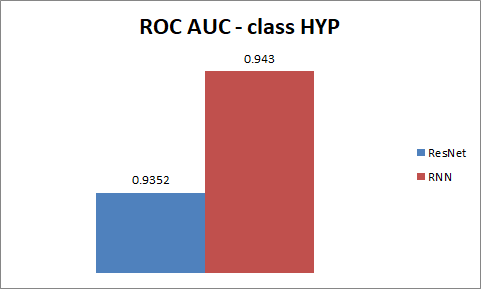 ROC AUC - class HYP
0.943
0.9352
ResNet
RNN